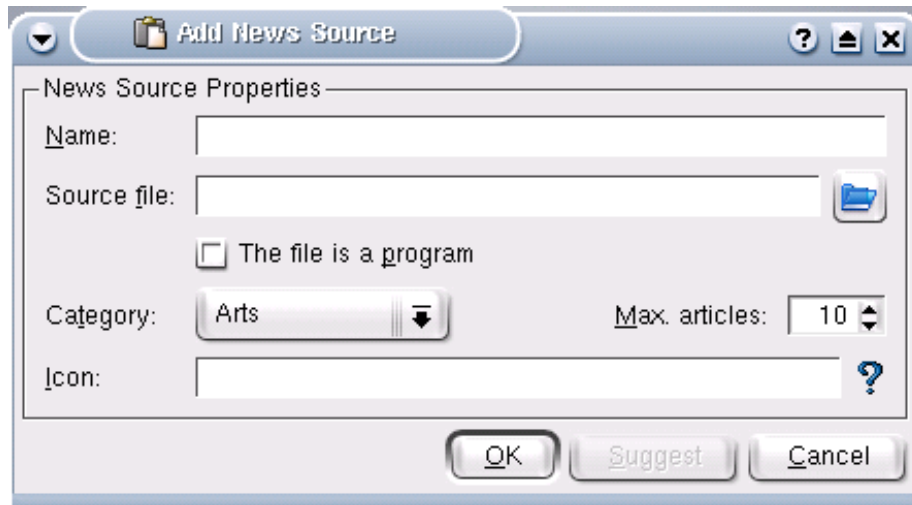 Add News Source
News Source Properties
Name:
Source file:
The file is a program
Category: Arts Max. articles: 10
Icon:
OK Suggest Cancel